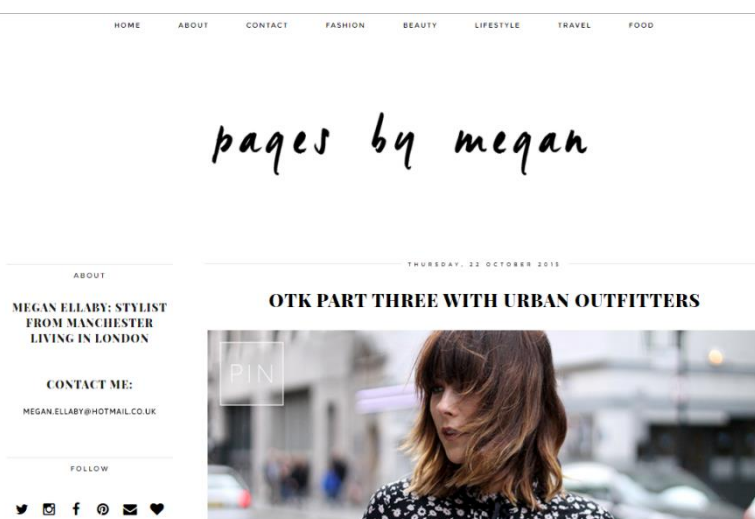 HOME ABOUT CONTACT FASHION BEAUTY LIFESTYLE TRAVEL FOOD
pages by megan
ABOUT
MEGAN ELLABY: STYLIST
FROM MANCHESTER
LIVING IN LONDON
CONTACT ME:
MEGAN.ELLABY@HOTMAIL.CO.UK
FOLLOW
THURSDAY, 22 OCTOBER 2015
OTK PART THREE WITH URBAN OUTFITTERS
PIN